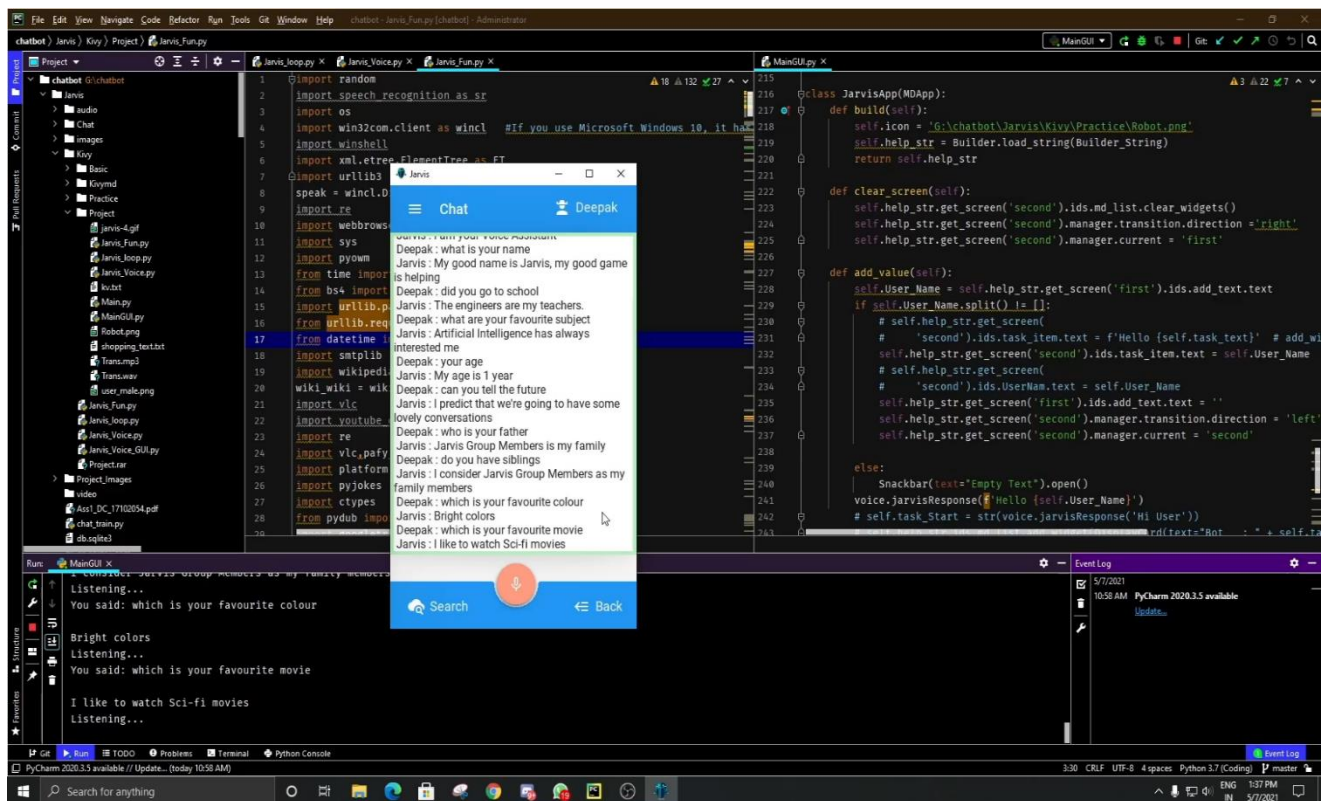 File Edit View Navigate Code Refactor Run Tools Git Window Help chatbot - Jarvis_Fun.py [chatbot] - Administrator
chatbot Jarvis Kivy Project Jarvis_Fun.py
MainGUI Git:
Project
Jarvis_loop.py Jarvis_Voice.py Jarvis_Fun.py
MainGUI.py
chatbot G:\chatbot
Jarvis
audio
Chat
images
Kivy
Basic
Kivymd
Practice
Project
jarvis-4.gif
Jarvis_Fun.py
Jarvis_loop.py
Jarvis_Voice.py
kv.txt
Main.py
MainGUI.py
Robot.png
shopping_text.txt
Trans.mp3
Trans.wav
user_male.png
Jarvis_Fun.py
Jarvis_loop.py
Jarvis_Voice.py
Jarvis_Voice_GUI.py
Project.rar
Project_Images
video
Ass1_DC_17102054.pdf
chat_train.py
db.sqlite3
Project
Commit
Pull Requests
Structure
Favorites
18 132 27
1 import random
2 import speech_recognition as sr
3 import os
4 import win32com.client as wincl #If you use Microsoft Windows 10, it ha
5 import winshell
6 import xml.etree.ElementTree as ET
7 import urllib3
8 speak = wincl.D
9 import re
10 import webbrows
11 import sys
12 import pyowm
13 from time impor
14 from bs4 import
15 import urllib.p
16 from urllib.req
17 from datetime i
18 import smtplib
19 import wikipedi
20 wiki_wiki = wik
21 import vlc
22 import youtube_
23 import re
24 import vlc,pafy
25 import platform
26 import pyjokes
27 import ctypes
28 from pydub impo
29
Jarvis
Chat Deepak
Jarvis : I am your Voice Assistant
Deepak : what is your name
Jarvis : My good name is Jarvis, my good game
is helping
Deepak : did you go to school
Jarvis : The engineers are my teachers.
Deepak : what are your favourite subject
Jarvis : Artificial Intelligence has always
interested me
Deepak : your age
Jarvis : My age is 1 year
Deepak : can you tell the future
Jarvis : I predict that we're going to have some
lovely conversations
Deepak : who is your father
Jarvis : Jarvis Group Members is my family
Deepak : do you have siblings
Jarvis : I consider Jarvis Group Members as my
family members
Deepak : which is your favourite colour
Jarvis : Bright colors
Deepak : which is your favourite movie
Jarvis : I like to watch Sci-fi movies
Search Back
3 22 7
215
216 class JarvisApp(MDApp):
217 def build(self):
218 self.icon = 'G:\chatbot\Jarvis\Kivy\Practice\Robot.png'
219 self.help_str = Builder.load_string(Builder_String)
220 return self.help_str
221
222 def clear_screen(self):
223 self.help_str.get_screen('second').ids.md_list.clear_widgets()
224 self.help_str.get_screen('second').manager.transition.direction ='right'
225 self.help_str.get_screen('second').manager.current = 'first'
226
227 def add_value(self):
228 self.User_Name = self.help_str.get_screen('first').ids.add_text.text
229 if self.User_Name.split() != []:
230 # self.help_str.get_screen(
231 # 'second').ids.task_item.text = f'Hello {self.task_text}' # add_wi
232 self.help_str.get_screen('second').ids.task_item.text = self.User_Name
233 # self.help_str.get_screen(
234 # 'second').ids.UserNam.text = self.User_Name
235 self.help_str.get_screen('first').ids.add_text.text = ''
236 self.help_str.get_screen('second').manager.transition.direction = 'left'
237 self.help_str.get_screen('second').manager.current = 'second'
238
239 else:
240 Snackbar(text="Empty Text").open()
241 voice.jarvisResponse(f'Hello {self.User_Name}')
242 # self.task_Start = str(voice.jarvisResponse('Hi User'))
243
Run: MainGUI
I consider Jarvis Group Members as my family members
Listening...
You said: which is your favourite colour
Bright colors
Listening...
You said: which is your favourite movie
I like to watch Sci-fi movies
Listening...
Event Log
5/7/2021
10:58 AM PyCharm 2020.3.5 available
Update...
Git Run TODO Problems Terminal Python Console Event Log
PyCharm 2020.3.5 available // Update... (today 10:58 AM) 3:30 CRLF UTF-8 4 spaces Python 3.7 (Coding) master
Search for anything
ENG 1:37 PM
IN 5/7/2021